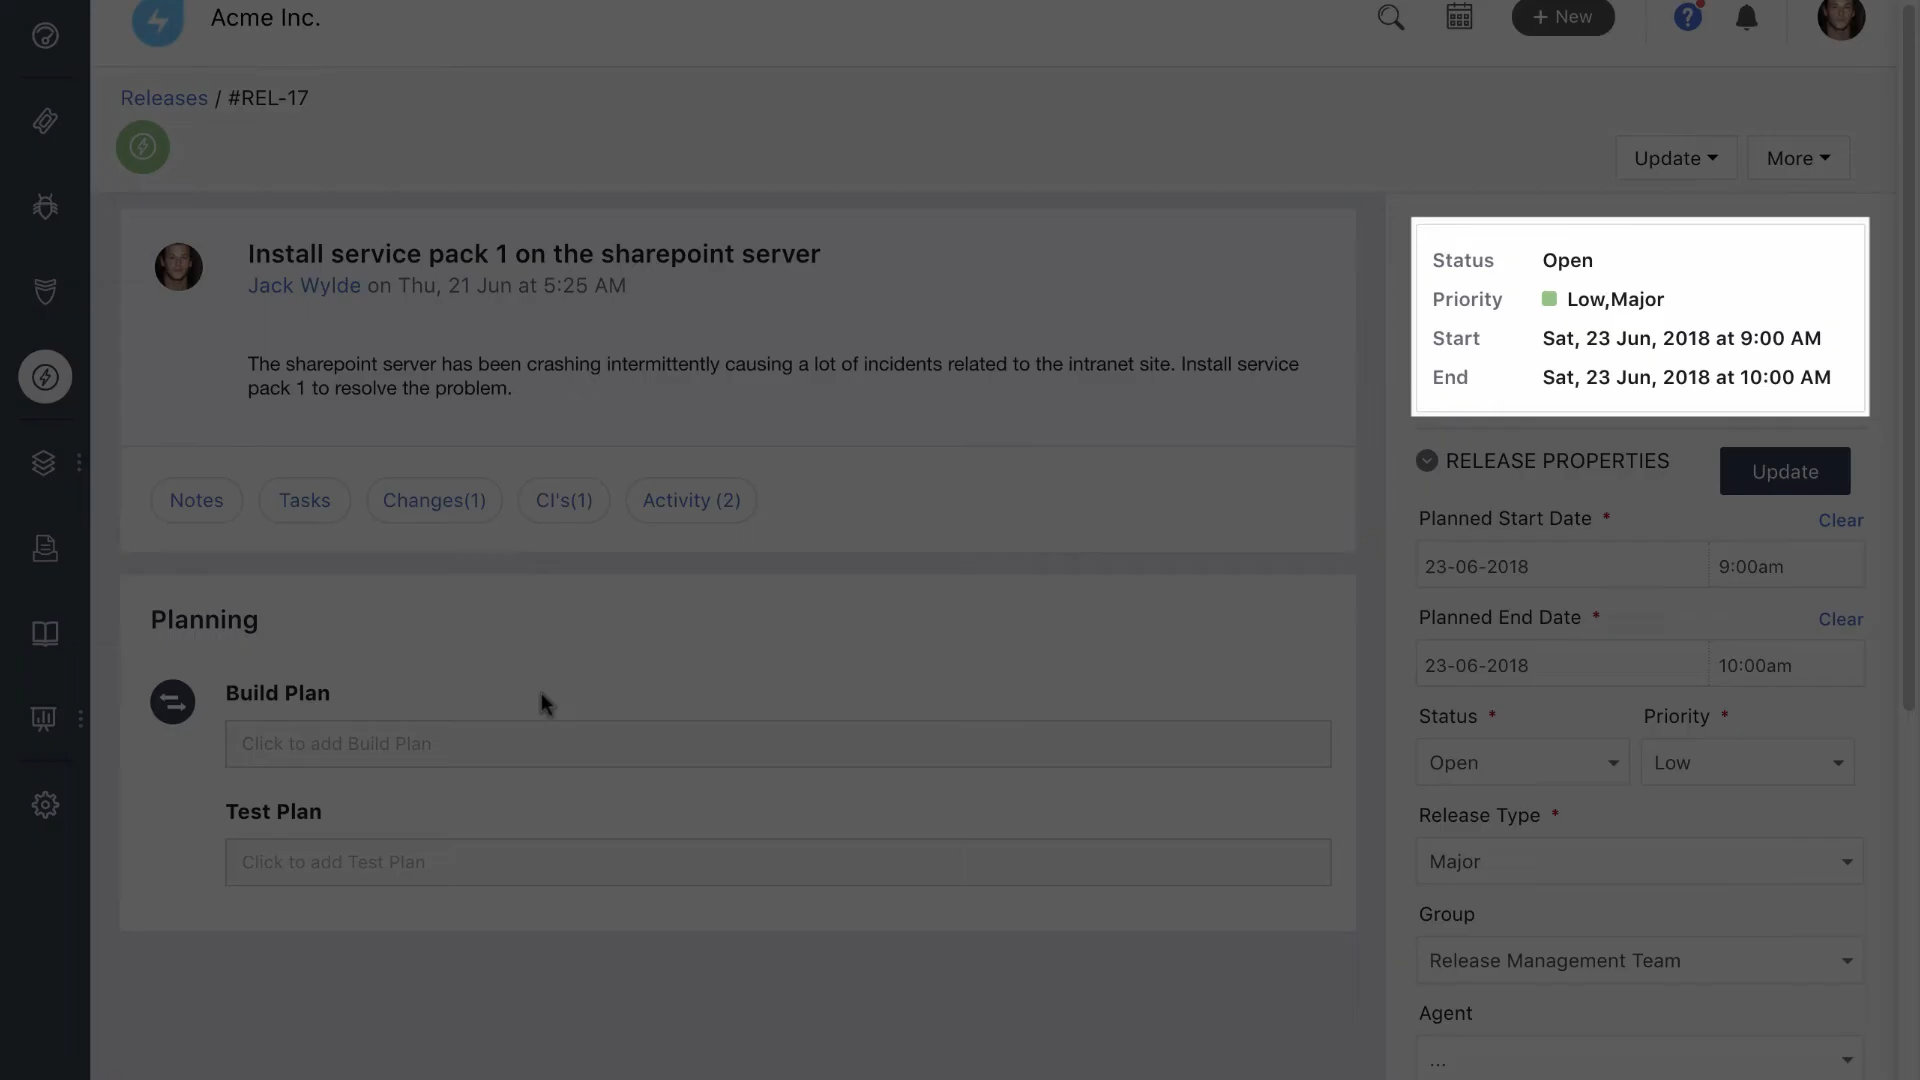 Acme Inc.
+ New
?
Releases / #REL-17
Update
More
Install service pack 1 on the sharepoint server
Jack Wylde on Thu, 21 Jun at 5:25 AM
The sharepoint server has been crashing intermittently causing a lot of incidents related to the intranet site. Install service
pack 1 to resolve the problem.
Notes
Tasks
Changes(1)
CI's(1)
Activity (2)
Planning
Build Plan
Click to add Build Plan
Test Plan
Click to add Test Plan
Status Open
Priority Low,Major
Start Sat, 23 Jun, 2018 at 9:00 AM
End Sat, 23 Jun, 2018 at 10:00 AM
RELEASE PROPERTIES
Update
Planned Start Date * Clear
23-06-2018 9:00am
Planned End Date * Clear
23-06-2018 10:00am
Status * Priority *
Open Low
Release Type *
Major
Group
Release Management Team
Agent
...